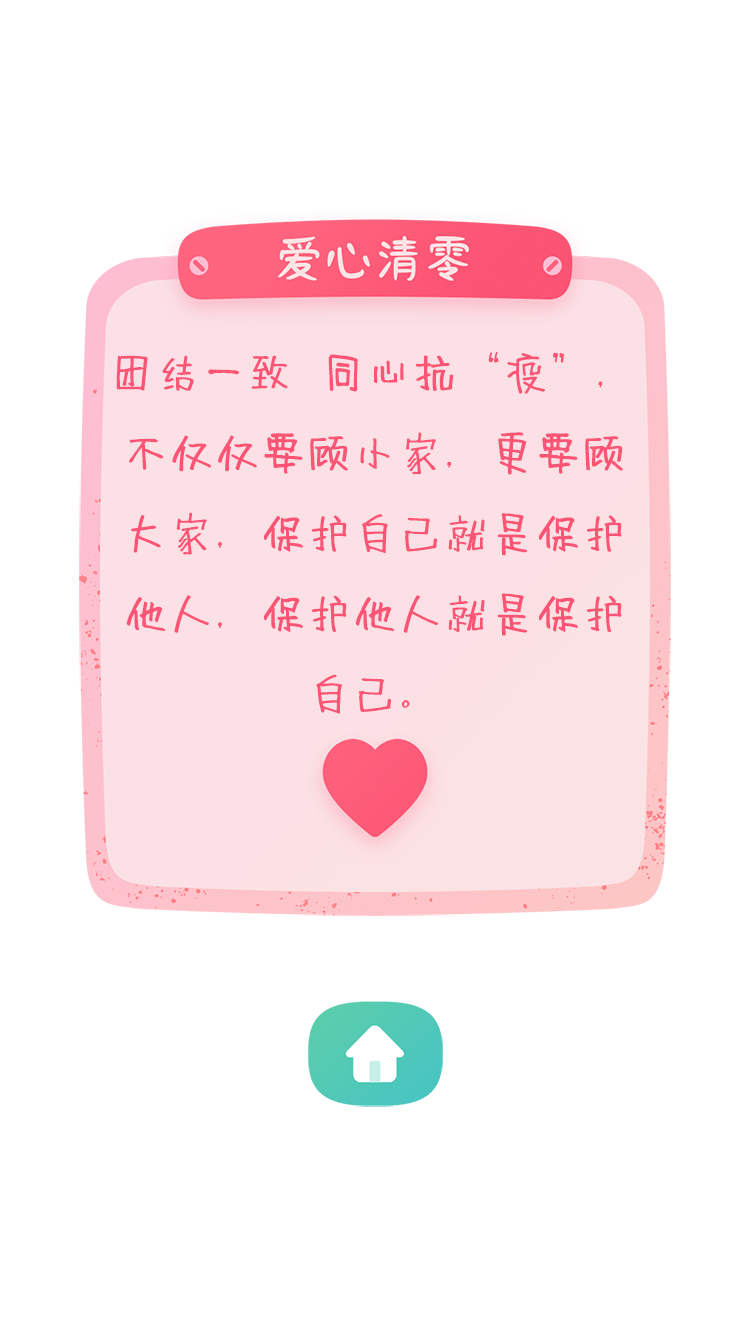 爱心清零
团结一致 同心抗“疫”，
不仅仅要顾小家，更要顾
大家，保护自己就是保护
他人，保护他人就是保护
自己。